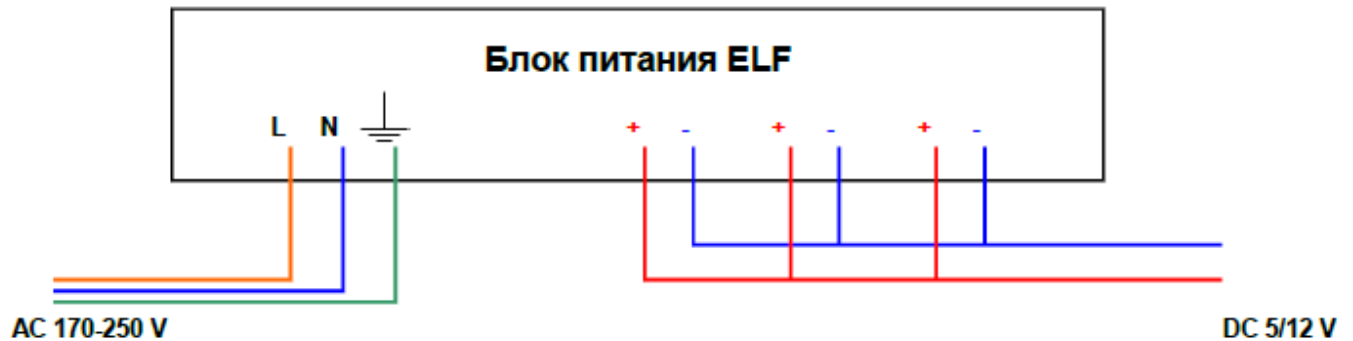 Блок питания ELF
L N + - + - + -
AC 170-250 V DC 5/12 V